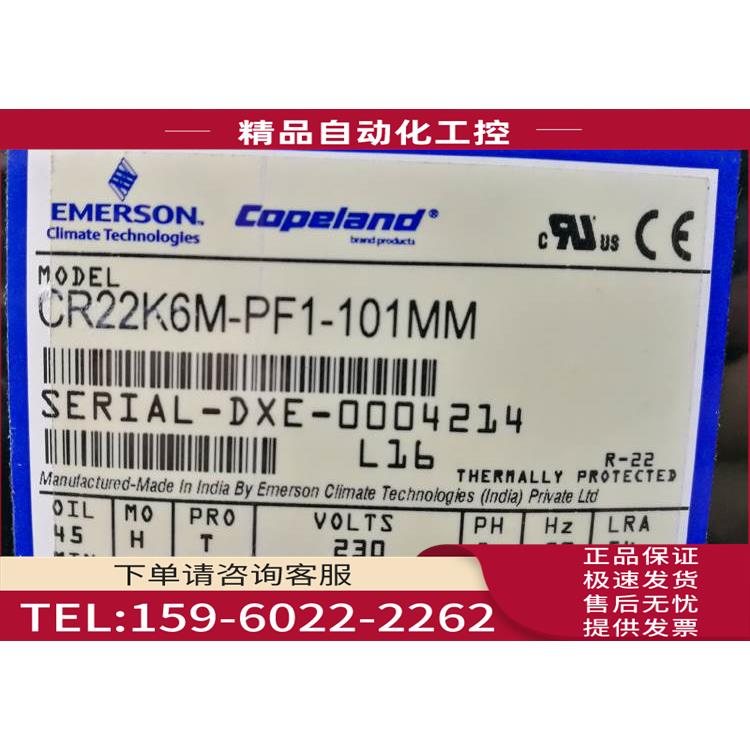 精品自动化工控
EMERSON.
Climate Technologies
Copeland®
brand products
C UL US CE
MODEL
CR22K6M-PF1-101MM
SERIAL-DXE-0004214
L16
R-22
THERMALLY PROTECTED
Manufactured-Made In India By Emerson Climate Technologies (India) Private Ltd
OIL MO PRO VOLTS PH Hz LRA
45 H T 230
下单请咨询客服
TEL:159-6022-2262
正品保证
极速发货
售后无忧
提供发票